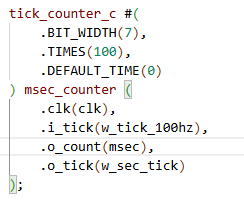 tick_counter_c #(
    .BIT_WIDTH(7),
    .TIMES(100),
    .DEFAULT_TIME(0)
) msec_counter (
    .clk(clk),
    .i_tick(w_tick_100hz),
    .o_count(msec),
    .o_tick(w_sec_tick)
);